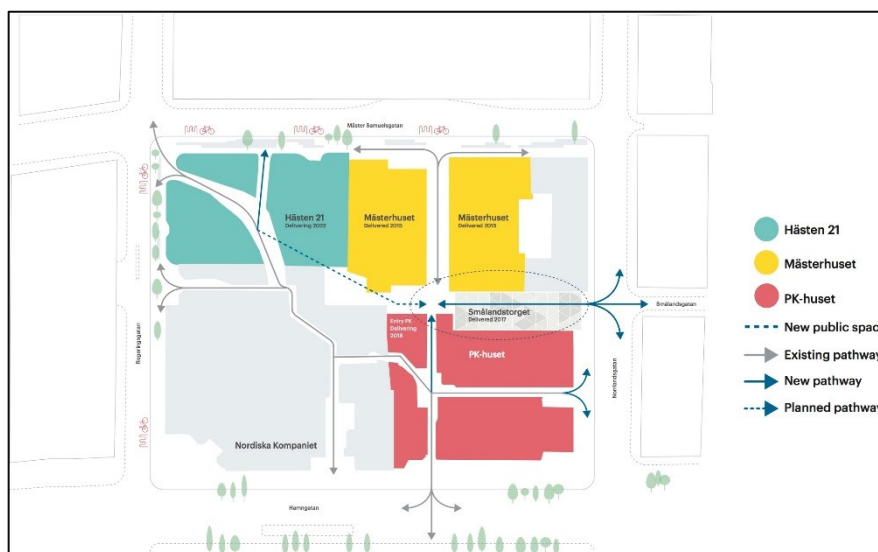 Mäster Samuelsgatan
Hästen 21
Delivering 2022
Mästerhuset
Delivered 2015
Mästerhuset
Delivered 2015
Smålandstorget
Delivered 2017
Smålandsgatan
Entry PK
Delivering
2018
PK-huset
Regeringsgatan
Norrlandsgatan
Nordiska Kompaniet
Hamngatan
Hästen 21
Mästerhuset
PK-huset
New public spac
Existing pathway
New pathway
Planned pathway